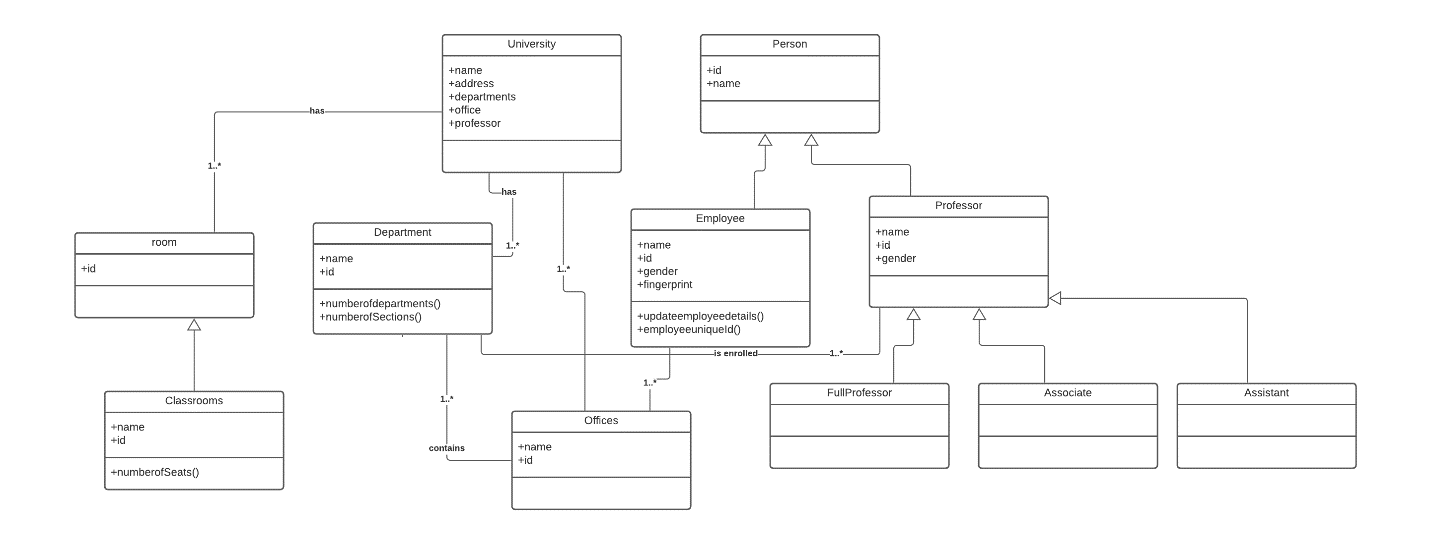 University
+name
+address
+departments
+office
+professor
Person
+id
+name
has
1..*
has
1..*
1..*
room
+id
Department
+name
+id
+numberofdepartments()
+numberofSections()
Employee
+name
+id
+gender
+fingerprint
+updateemployeedetails()
+employeeuniqueId()
Professor
+name
+id
+gender
is enrolled
1..*
1..*
1..*
contains
Classrooms
+name
+id
+numberofSeats()
Offices
+name
+id
FullProfessor
Associate
Assistant